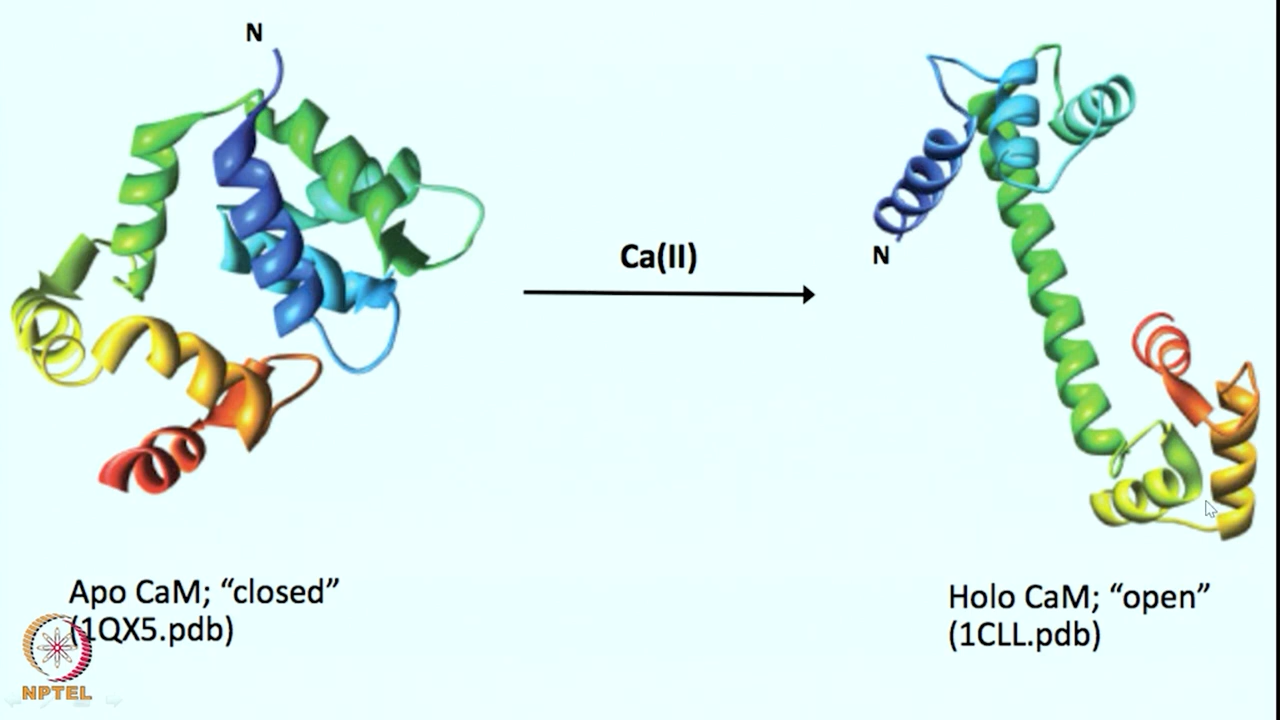 N
Ca(II)
N
Apo CaM; “closed”
(1QX5.pdb)
Holo CaM; “open”
(1CLL.pdb)
NPTEL